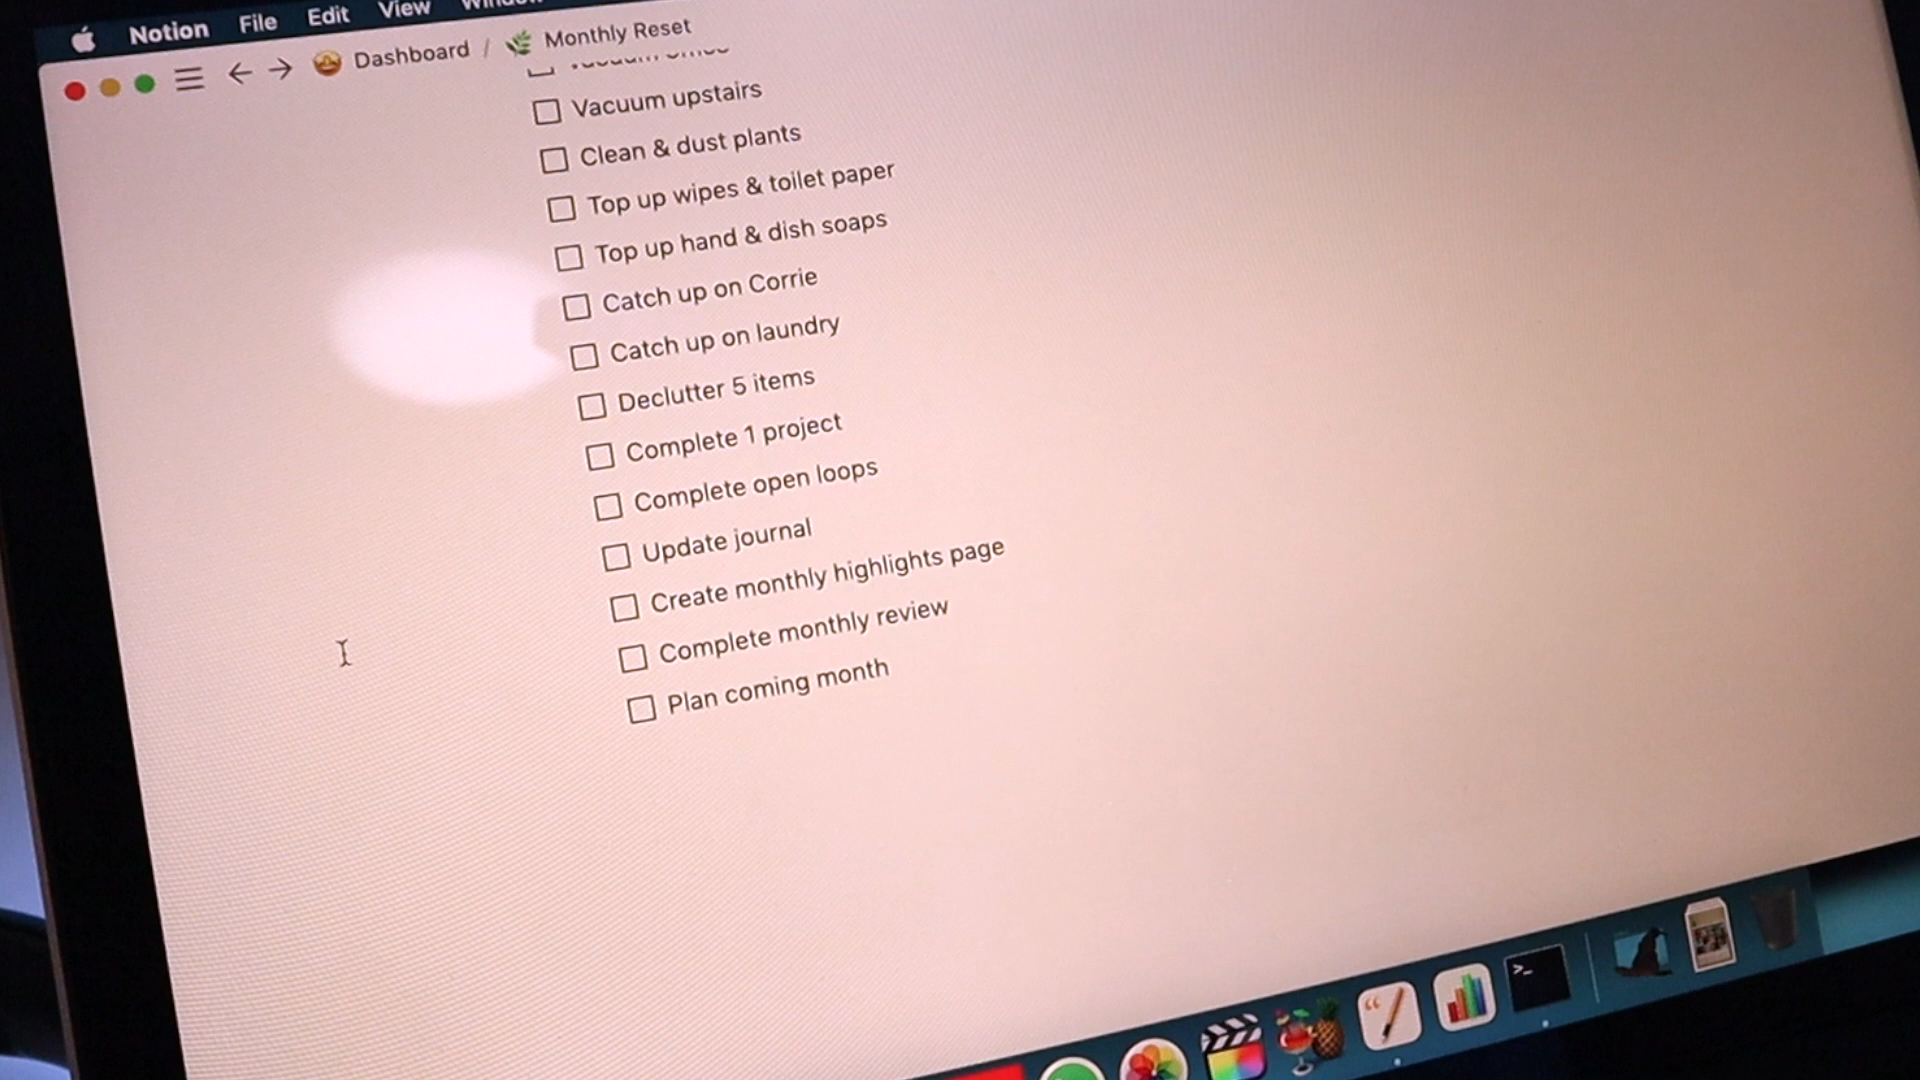 Notion File Edit View
Dashboard / Monthly Reset
Vacuum upstairs
Clean & dust plants
Top up wipes & toilet paper
Top up hand & dish soaps
Catch up on Corrie
Catch up on laundry
Declutter 5 items
Complete 1 project
Complete open loops
Update journal
Create monthly highlights page
Complete monthly review
Plan coming month